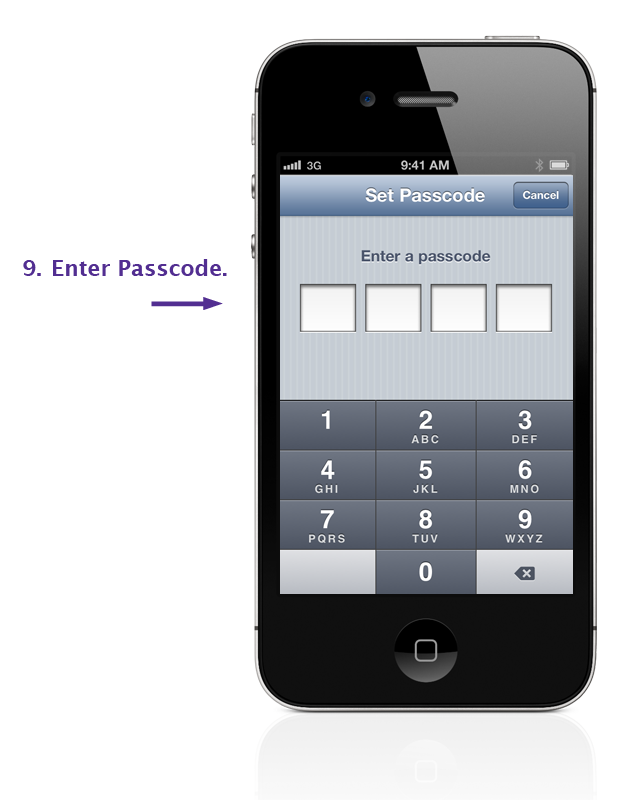 3G 9:41 AM
Set Passcode Cancel
9. Enter Passcode.
Enter a passcode
1 2 3
ABC DEF
4 5 6
GHI JKL MNO
7 8 9
PQRS TUV WXYZ
0